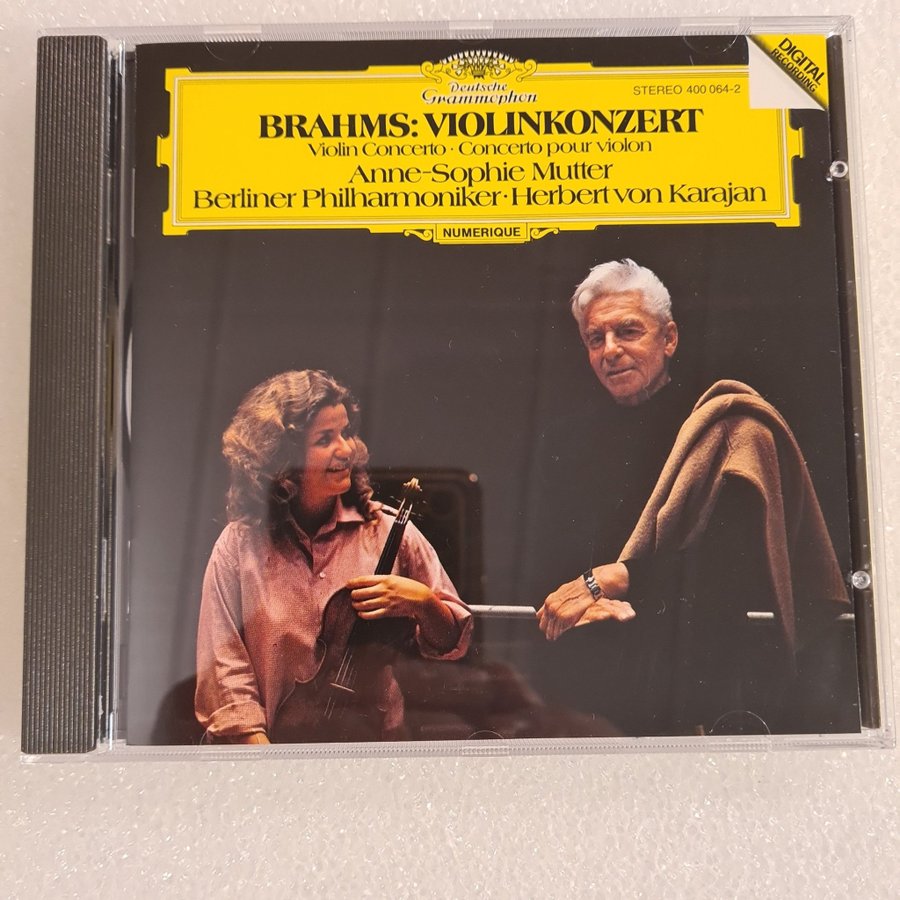 Deutsche
Grammophon
STEREO 400 064-2
DIGITAL
RECORDING
BRAHMS: VIOLINKONZERT
Violin Concerto · Concerto pour violon
Anne-Sophie Mutter
Berliner Philharmoniker · Herbert von Karajan
NUMERIQUE